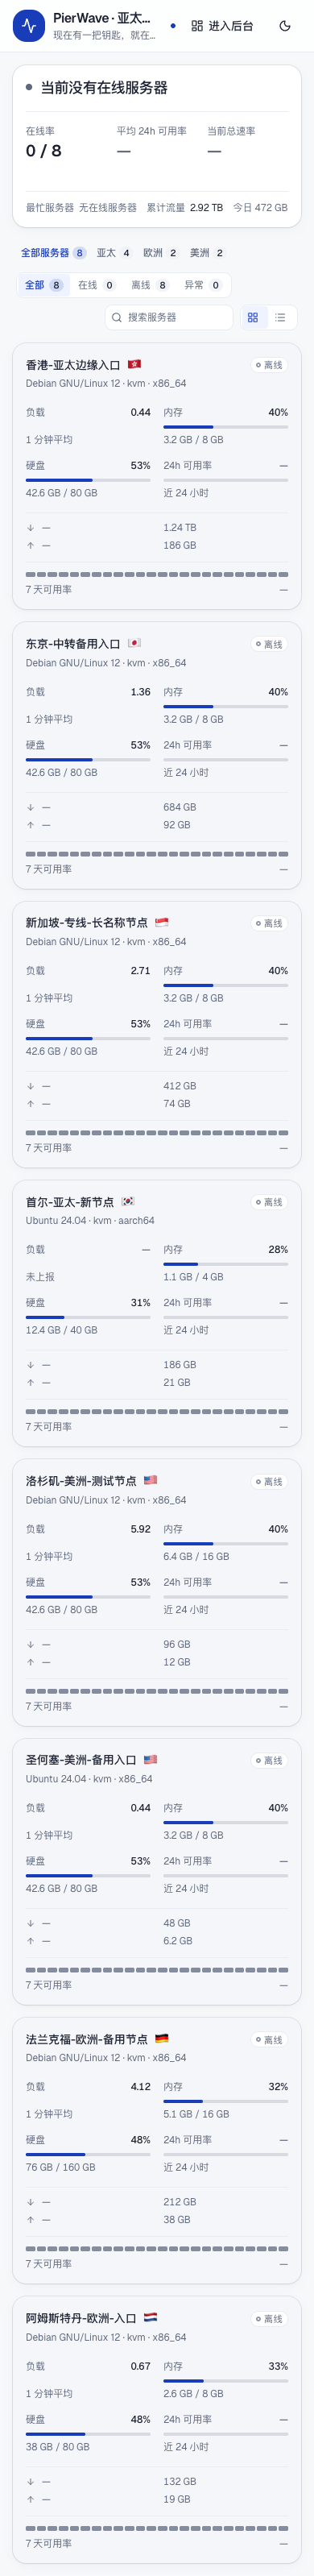 PierWave · 亚太...
现在有一把钥匙，就在...
进入后台
当前没有在线服务器
在线率 平均 24h 可用率 当前总速率
0 / 8 — —
最忙服务器 无在线服务器 累计流量 2.92 TB 今日 472 GB
全部服务器 8 亚太 4 欧洲 2 美洲 2
全部 8 在线 0 离线 8 异常 0
搜索服务器
香港-亚太边缘入口 离线
Debian GNU/Linux 12 · kvm · x86_64
负载 0.44 内存 40%
1 分钟平均 3.2 GB / 8 GB
硬盘 53% 24h 可用率 —
42.6 GB / 80 GB 近 24 小时
↓ — 1.24 TB
↑ — 186 GB
7 天可用率 —
东京-中转备用入口 离线
Debian GNU/Linux 12 · kvm · x86_64
负载 1.36 内存 40%
1 分钟平均 3.2 GB / 8 GB
硬盘 53% 24h 可用率 —
42.6 GB / 80 GB 近 24 小时
↓ — 684 GB
↑ — 92 GB
7 天可用率 —
新加坡-专线-长名称节点 离线
Debian GNU/Linux 12 · kvm · x86_64
负载 2.71 内存 40%
1 分钟平均 3.2 GB / 8 GB
硬盘 53% 24h 可用率 —
42.6 GB / 80 GB 近 24 小时
↓ — 412 GB
↑ — 74 GB
7 天可用率 —
首尔-亚太-新节点 离线
Ubuntu 24.04 · kvm · aarch64
负载 — 内存 28%
未上报 1.1 GB / 4 GB
硬盘 31% 24h 可用率 —
12.4 GB / 40 GB 近 24 小时
↓ — 186 GB
↑ — 21 GB
7 天可用率 —
洛杉矶-美洲-测试节点 离线
Debian GNU/Linux 12 · kvm · x86_64
负载 5.92 内存 40%
1 分钟平均 6.4 GB / 16 GB
硬盘 53% 24h 可用率 —
42.6 GB / 80 GB 近 24 小时
↓ — 96 GB
↑ — 12 GB
7 天可用率 —
圣何塞-美洲-备用入口 离线
Ubuntu 24.04 · kvm · x86_64
负载 0.44 内存 40%
1 分钟平均 3.2 GB / 8 GB
硬盘 53% 24h 可用率 —
42.6 GB / 80 GB 近 24 小时
↓ — 48 GB
↑ — 6.2 GB
7 天可用率 —
法兰克福-欧洲-备用节点 离线
Debian GNU/Linux 12 · kvm · x86_64
负载 4.12 内存 32%
1 分钟平均 5.1 GB / 16 GB
硬盘 48% 24h 可用率 —
76 GB / 160 GB 近 24 小时
↓ — 212 GB
↑ — 38 GB
7 天可用率 —
阿姆斯特丹-欧洲-入口 离线
Debian GNU/Linux 12 · kvm · x86_64
负载 0.67 内存 33%
1 分钟平均 2.6 GB / 8 GB
硬盘 48% 24h 可用率 —
38 GB / 80 GB 近 24 小时
↓ — 132 GB
↑ — 19 GB
7 天可用率 —